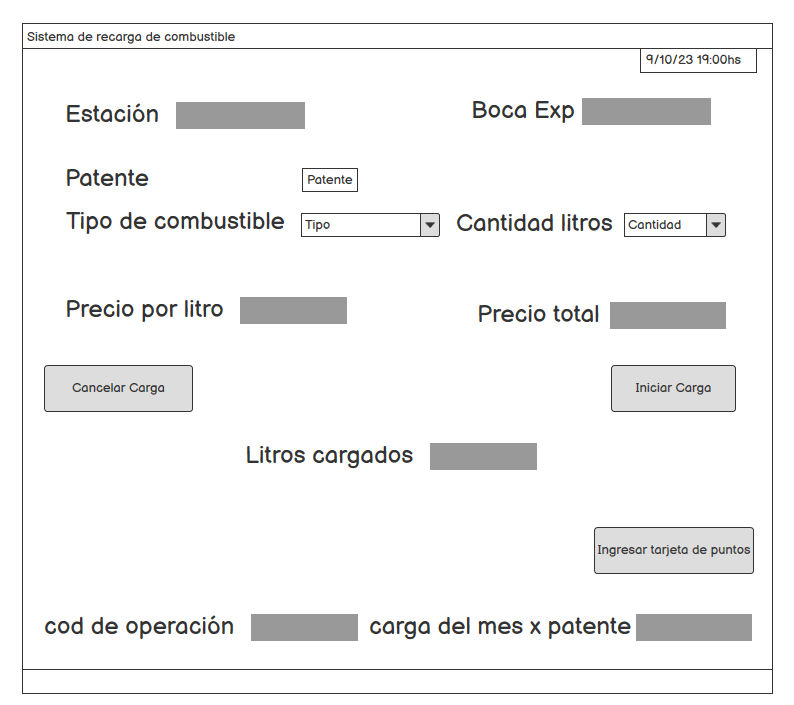 Sistema de recarga de combustible
9/10/23 19:00hs
Estación
Boca Exp
Patente
Patente
Tipo de combustible
Tipo
Cantidad litros
Cantidad
Precio por litro
Precio total
Cancelar Carga
Iniciar Carga
Litros cargados
Ingresar tarjeta de puntos
cod de operación
carga del mes x patente